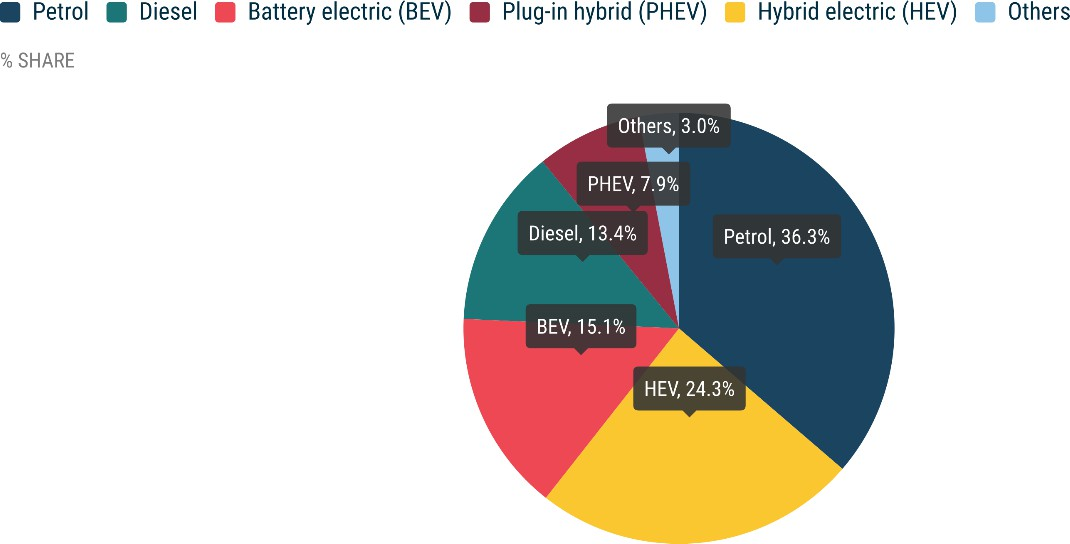 Petrol Diesel Battery electric (BEV) Plug-in hybrid (PHEV) Hybrid electric (HEV) Others
% SHARE
Others, 3.0%
PHEV, 7.9%
Diesel, 13.4%
Petrol, 36.3%
BEV, 15.1%
HEV, 24.3%